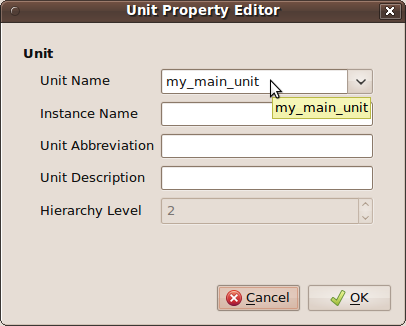 Unit Property Editor
Unit
Unit Name my_main_unit
my_main_unit
Instance Name
Unit Abbreviation
Unit Description
Hierarchy Level 2
Cancel OK